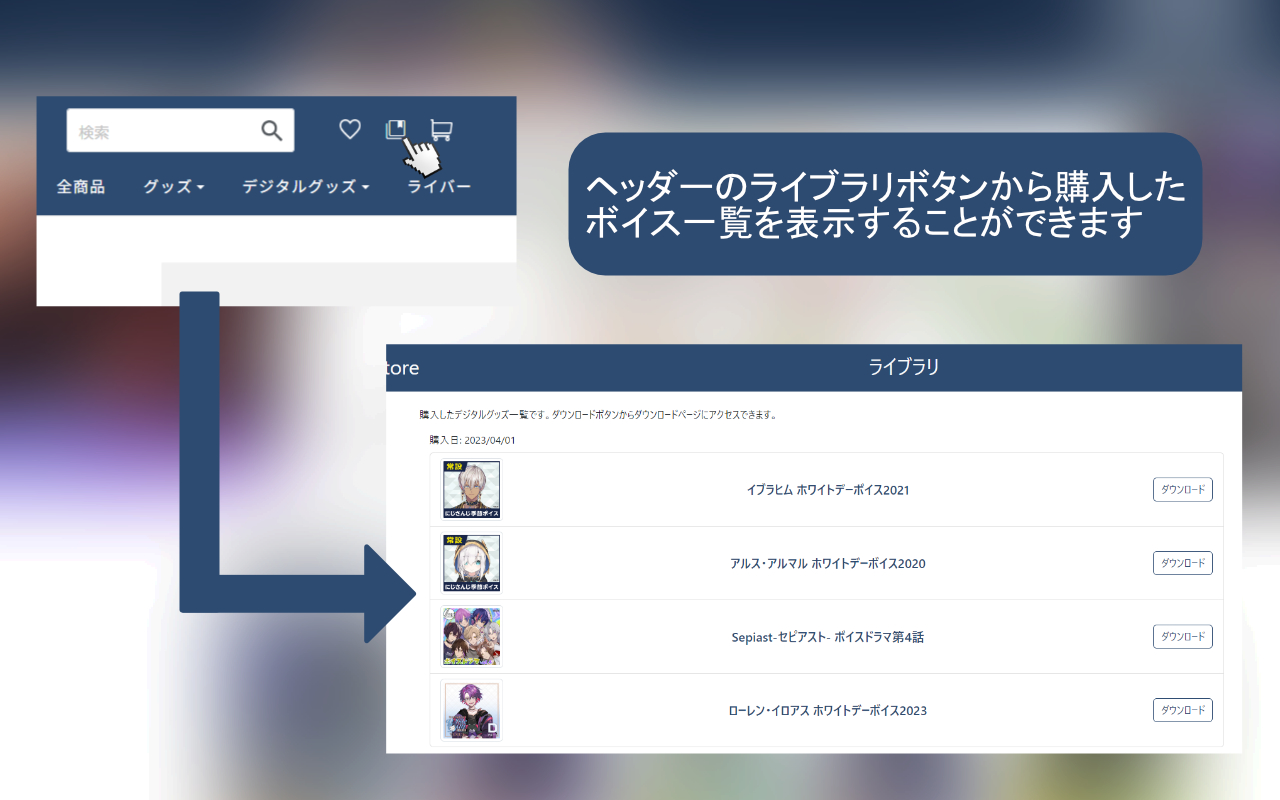 検索
全商品 グッズ デジタルグッズ ライバー
ヘッダーのライブラリボタンから購入した
ボイス一覧を表示することができます
tore ライブラリ
購入したデジタルグッズ一覧です。ダウンロードボタンからダウンロードページにアクセスできます。
購入日: 2023/04/01
常設
にじさんじ季節ボイス
イブラヒム ホワイトデーボイス2021
ダウンロード
常設
にじさんじ季節ボイス
アルス・アルマル ホワイトデーボイス2020
ダウンロード
Sepiast-セピアスト- ボイスドラマ第4話
ダウンロード
ローレン・イロアス ホワイトデーボイス2023
ダウンロード